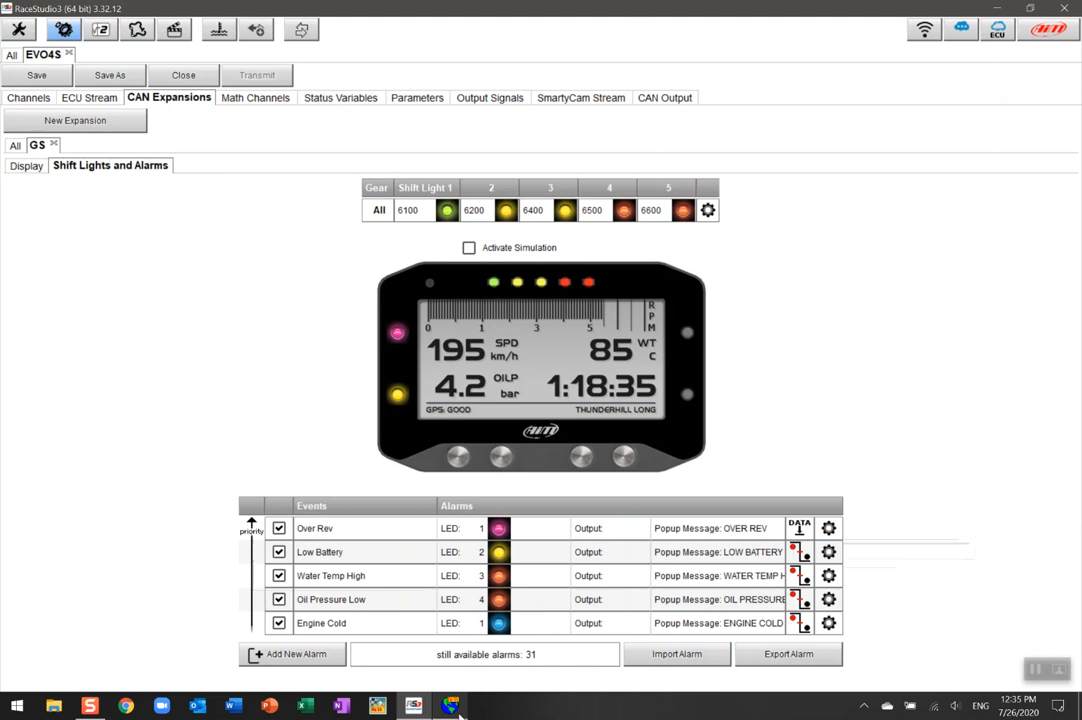 RaceStudio3 (64 bit) 3.32.12
ECU
All EVO4S
Save Save As Close Transmit
Channels ECU Stream CAN Expansions Math Channels Status Variables Parameters Output Signals SmartyCam Stream CAN Output
New Expansion
All GS
Display Shift Lights and Alarms
Gear Shift Light 1 2 3 4 5
All 6100 6200 6400 6500 6600
Activate Simulation
0 1 3 5 RPM
195 SPD km/h 85 WT C
4.2 OILP bar 1:18:35
GPS: GOOD THUNDERHILL LONG
AiM
Events Alarms
priority
Over Rev LED: 1 Output: Popup Message: OVER REV DATA
Low Battery LED: 2 Output: Popup Message: LOW BATTERY
Water Temp High LED: 3 Output: Popup Message: WATER TEMP H
Oil Pressure Low LED: 4 Output: Popup Message: OIL PRESSURE
Engine Cold LED: 1 Output: Popup Message: ENGINE COLD
Add New Alarm still available alarms: 31 Import Alarm Export Alarm
ENG 12:35 PM
7/26/2020